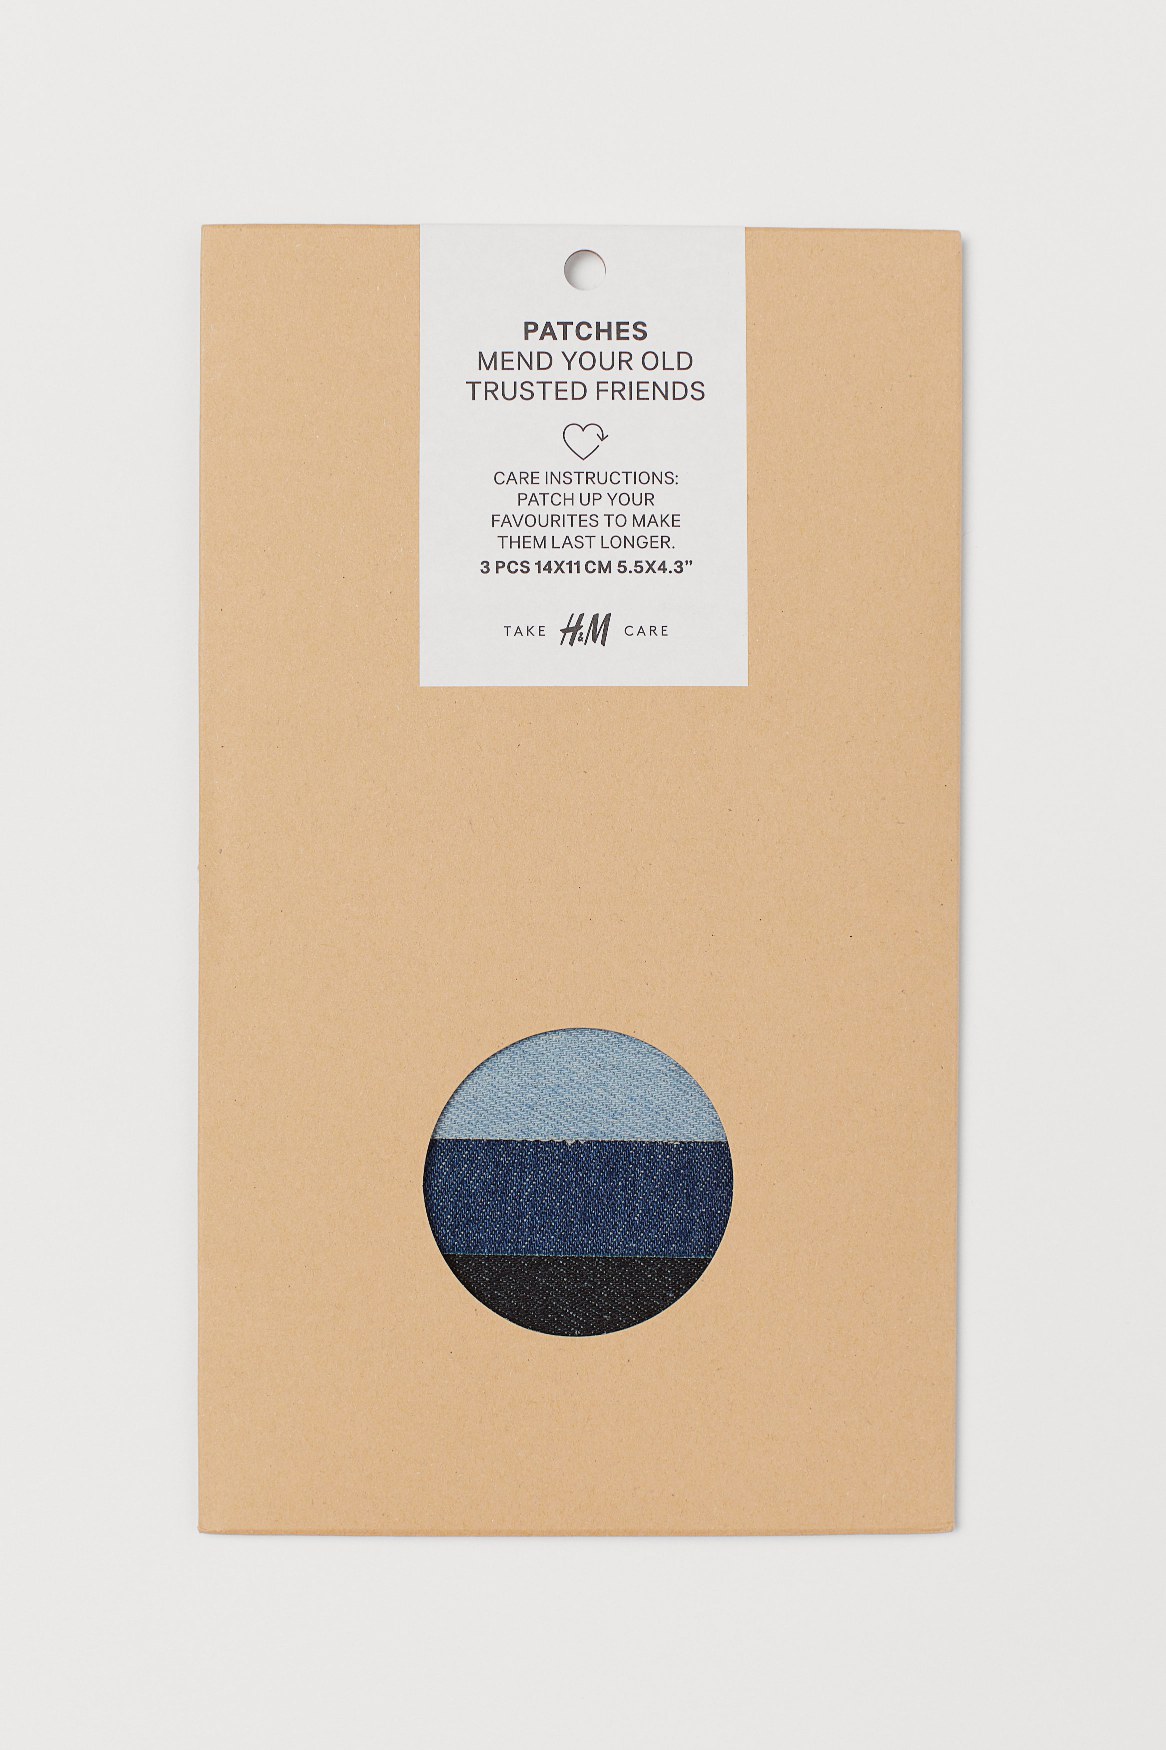 PATCHES
MEND YOUR OLD
TRUSTED FRIENDS
CARE INSTRUCTIONS:
PATCH UP YOUR
FAVOURITES TO MAKE
THEM LAST LONGER.
3 PCS 14X11 CM 5.5X4.3”
TAKE H&M CARE